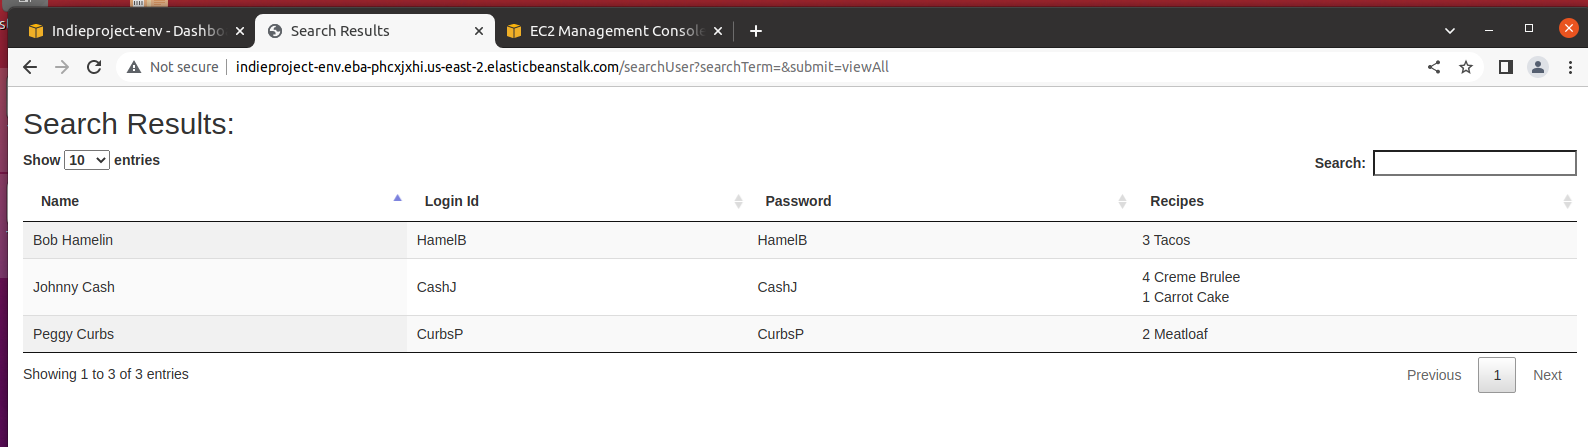 Indieproject-env - Dashbo
Search Results
EC2 Management Console
Not secure
indieproject-env.eba-phcxjxhi.us-east-2.elasticbeanstalk.com/searchUser?searchTerm=&submit=viewAll
Search Results:
Show 10 entries
Search:
Name Login Id Password Recipes
Bob Hamelin HamelB HamelB 3 Tacos
Johnny Cash CashJ CashJ 4 Creme Brulee
1 Carrot Cake
Peggy Curbs CurbsP CurbsP 2 Meatloaf
Showing 1 to 3 of 3 entries
Previous 1 Next